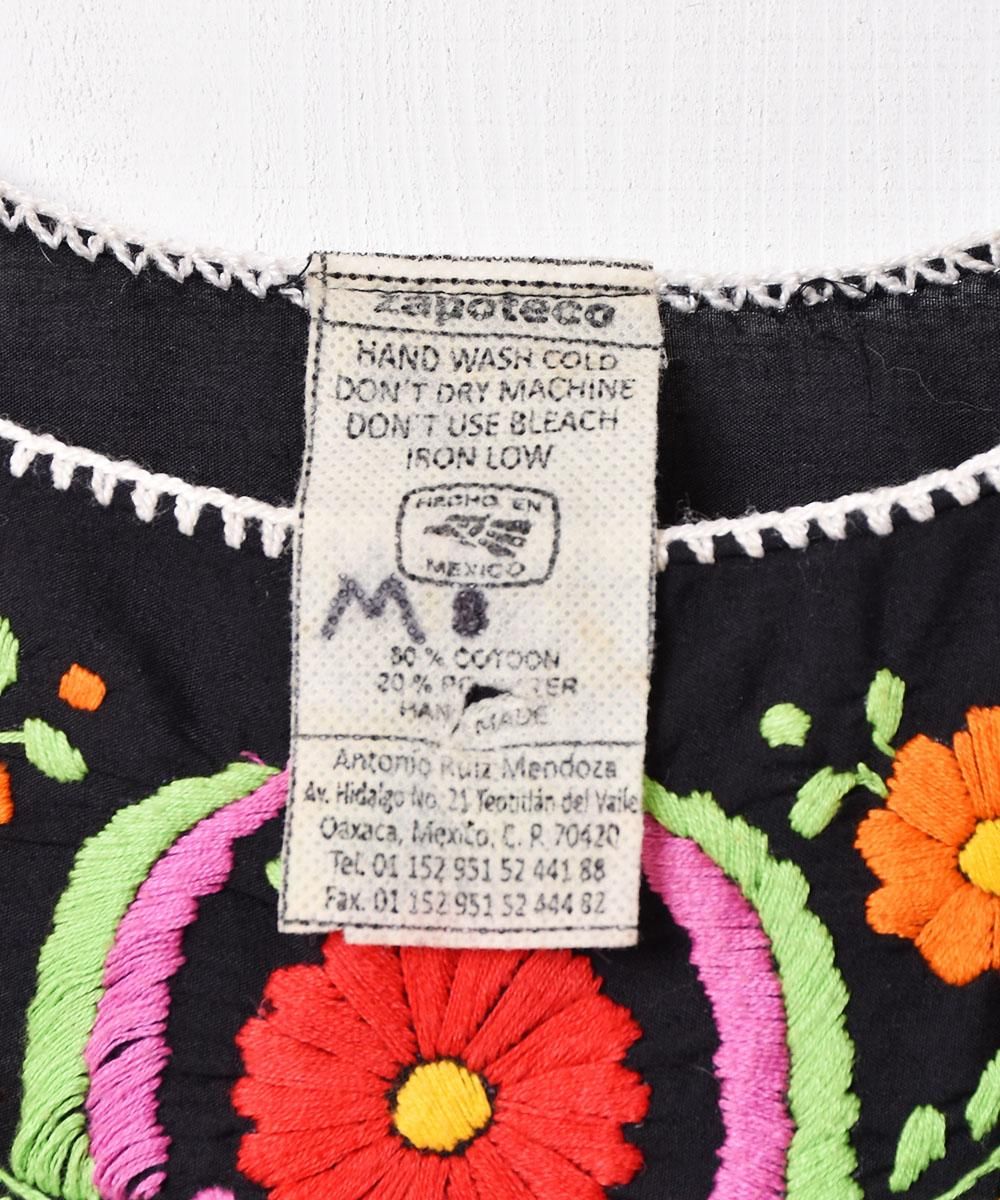 zapoteco
HAND WASH COLD
DON'T DRY MACHINE
DON'T USE BLEACH
IRON LOW
HECHO EN
MEXICO
M
80 % COTOON
20 %
MADE
Antonio Ruiz Mendoza
Av. Hidalgo No. 21 Teotitlán del Valle
Oaxaca, Mexico, C. P. 70420
Tel. 01 152 951 52 441 88
Fax. 01 152 951 52 444 82